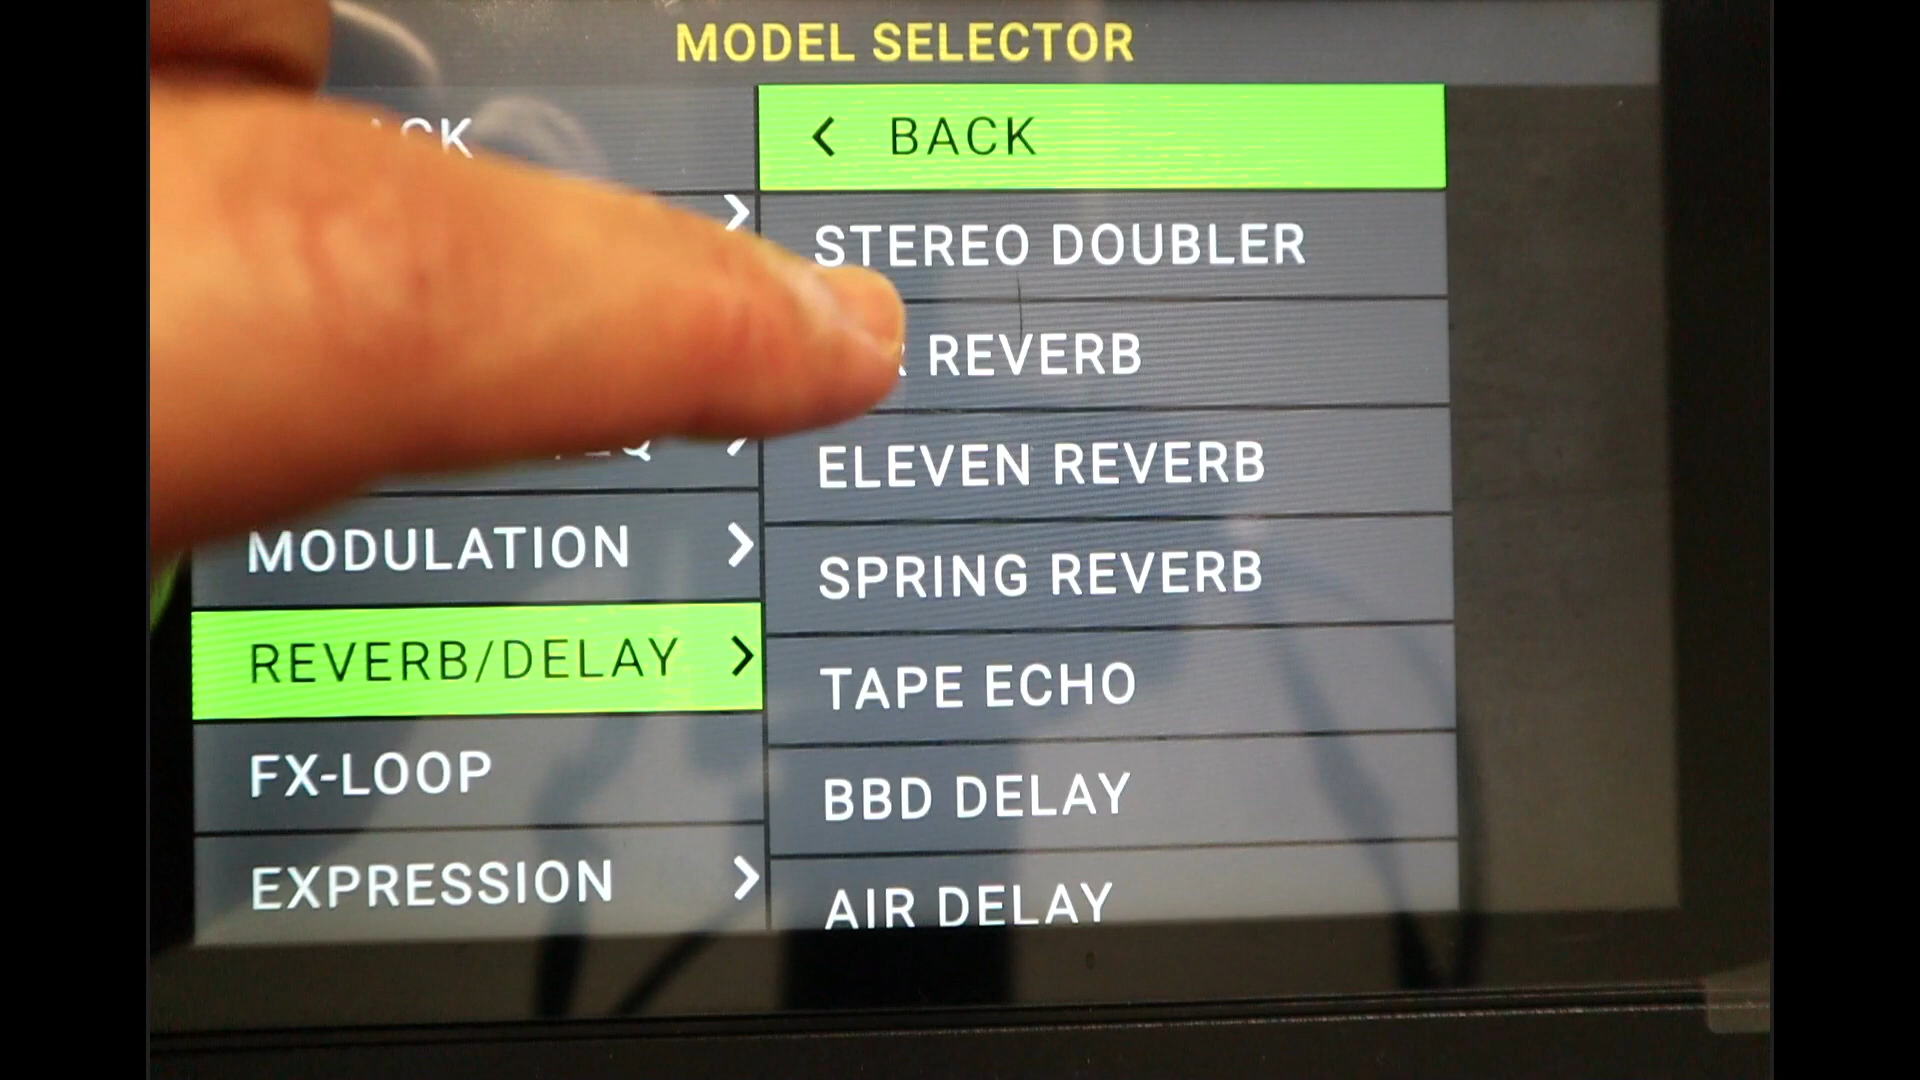 MODEL SELECTOR
< BACK
STEREO DOUBLER
REVERB
ELEVEN REVERB
SPRING REVERB
TAPE ECHO
BBD DELAY
AIR DELAY
MODULATION >
REVERB/DELAY >
FX-LOOP
EXPRESSION >